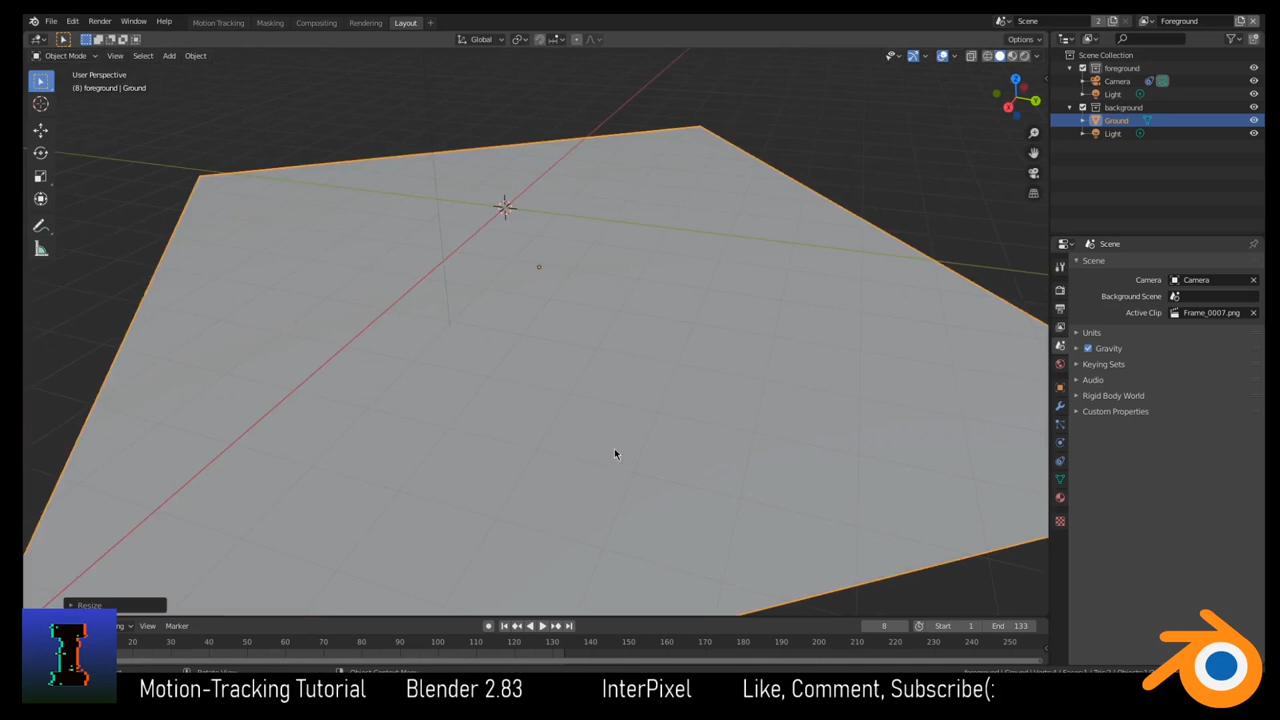 File Edit Render Window Help Motion Tracking Masking Compositing Rendering Layout + Scene 2 Foreground
Global Options
Object Mode View Select Add Object
User Perspective
(8) foreground | Ground
X
Y
Z
Scene Collection
foreground
Camera
Light
background
Ground
Light
Scene
Scene
Camera Camera
Background Scene
Active Clip Frame_0007.png
Units
Gravity
Keying Sets
Audio
Rigid Body World
Custom Properties
Resize
View Marker 8 Start 1 End 133
20 30 40 50 60 70 80 90 100 110 120 130 140 150 160 170 180 190 200 210 220 230 240 250
I
Motion-Tracking Tutorial Blender 2.83 InterPixel Like, Comment, Subscribe(: